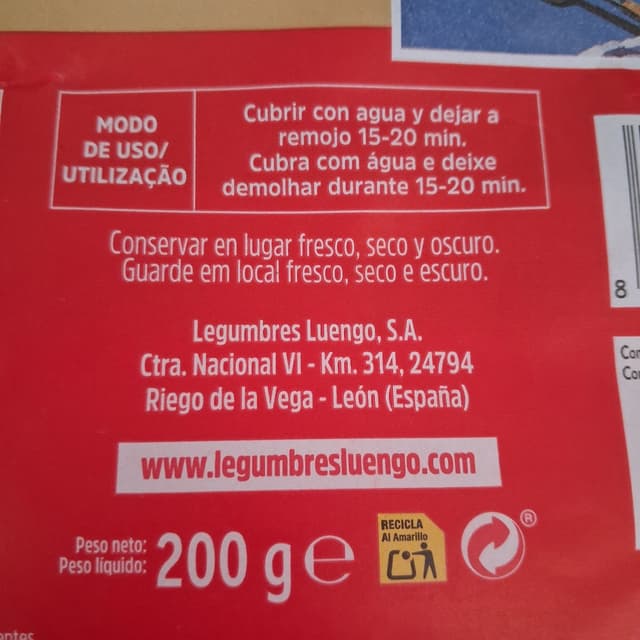 MODO
DE USO/
UTILIZAÇÃO
Cubrir con agua y dejar a
remojo 15-20 min.
Cubra com água e deixe
demolhar durante 15-20 min.
Conservar en lugar fresco, seco y oscuro.
Guarde em local fresco, seco e escuro.
Legumbres Luengo, S.A.
Ctra. Nacional VI - Km. 314, 24794
Riego de la Vega - León (España)
www.legumbresluengo.com
Peso neto:
Peso líquido:
200 g ℮
RECICLA
Al Amarillo
®
8